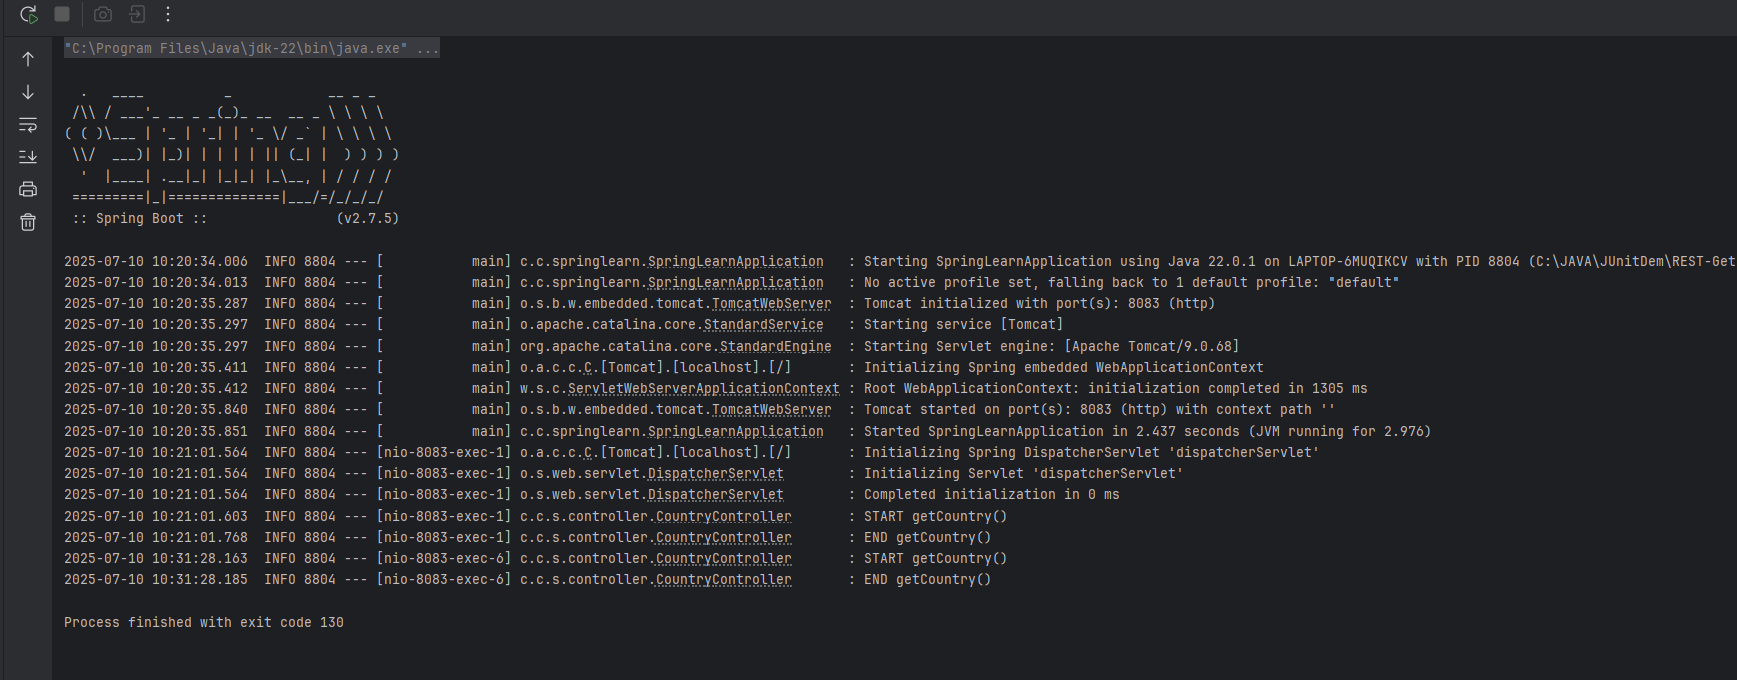 "C:\Program Files\Java\jdk-22\bin\java.exe" ...

  .   ____          _            __ _ _
 /\\ / ___'_ __ _ _(_)_ __  __ _ \ \ \ \
( ( )\___ | '_ | '_| | '_ \/ _` | \ \ \ \
 \\/  ___)| |_)| | | | | || (_| |  ) ) ) )
  '  |____| .__|_| |_|_| |_\__, | / / / /
 =========|_|==============|___/=/_/_/_/
 :: Spring Boot ::                (v2.7.5)

2025-07-10 10:20:34.006  INFO 8804 --- [           main] c.c.springlearn.SpringLearnApplication   : Starting SpringLearnApplication using Java 22.0.1 on LAPTOP-6MUQIKCV with PID 8804 (C:\JAVA\JUnitDem\REST-Get
2025-07-10 10:20:34.013  INFO 8804 --- [           main] c.c.springlearn.SpringLearnApplication   : No active profile set, falling back to 1 default profile: "default"
2025-07-10 10:20:35.287  INFO 8804 --- [           main] o.s.b.w.embedded.tomcat.TomcatWebServer  : Tomcat initialized with port(s): 8083 (http)
2025-07-10 10:20:35.297  INFO 8804 --- [           main] o.apache.catalina.core.StandardService   : Starting service [Tomcat]
2025-07-10 10:20:35.297  INFO 8804 --- [           main] org.apache.catalina.core.StandardEngine  : Starting Servlet engine: [Apache Tomcat/9.0.68]
2025-07-10 10:20:35.411  INFO 8804 --- [           main] o.a.c.c.C.[Tomcat].[localhost].[/]       : Initializing Spring embedded WebApplicationContext
2025-07-10 10:20:35.412  INFO 8804 --- [           main] w.s.c.ServletWebServerApplicationContext : Root WebApplicationContext: initialization completed in 1305 ms
2025-07-10 10:20:35.840  INFO 8804 --- [           main] o.s.b.w.embedded.tomcat.TomcatWebServer  : Tomcat started on port(s): 8083 (http) with context path ''
2025-07-10 10:20:35.851  INFO 8804 --- [           main] c.c.springlearn.SpringLearnApplication   : Started SpringLearnApplication in 2.437 seconds (JVM running for 2.976)
2025-07-10 10:21:01.564  INFO 8804 --- [nio-8083-exec-1] o.a.c.c.C.[Tomcat].[localhost].[/]       : Initializing Spring DispatcherServlet 'dispatcherServlet'
2025-07-10 10:21:01.564  INFO 8804 --- [nio-8083-exec-1] o.s.web.servlet.DispatcherServlet        : Initializing Servlet 'dispatcherServlet'
2025-07-10 10:21:01.564  INFO 8804 --- [nio-8083-exec-1] o.s.web.servlet.DispatcherServlet        : Completed initialization in 0 ms
2025-07-10 10:21:01.603  INFO 8804 --- [nio-8083-exec-1] c.c.s.controller.CountryController       : START getCountry()
2025-07-10 10:21:01.768  INFO 8804 --- [nio-8083-exec-1] c.c.s.controller.CountryController       : END getCountry()
2025-07-10 10:31:28.163  INFO 8804 --- [nio-8083-exec-6] c.c.s.controller.CountryController       : START getCountry()
2025-07-10 10:31:28.185  INFO 8804 --- [nio-8083-exec-6] c.c.s.controller.CountryController       : END getCountry()

Process finished with exit code 130